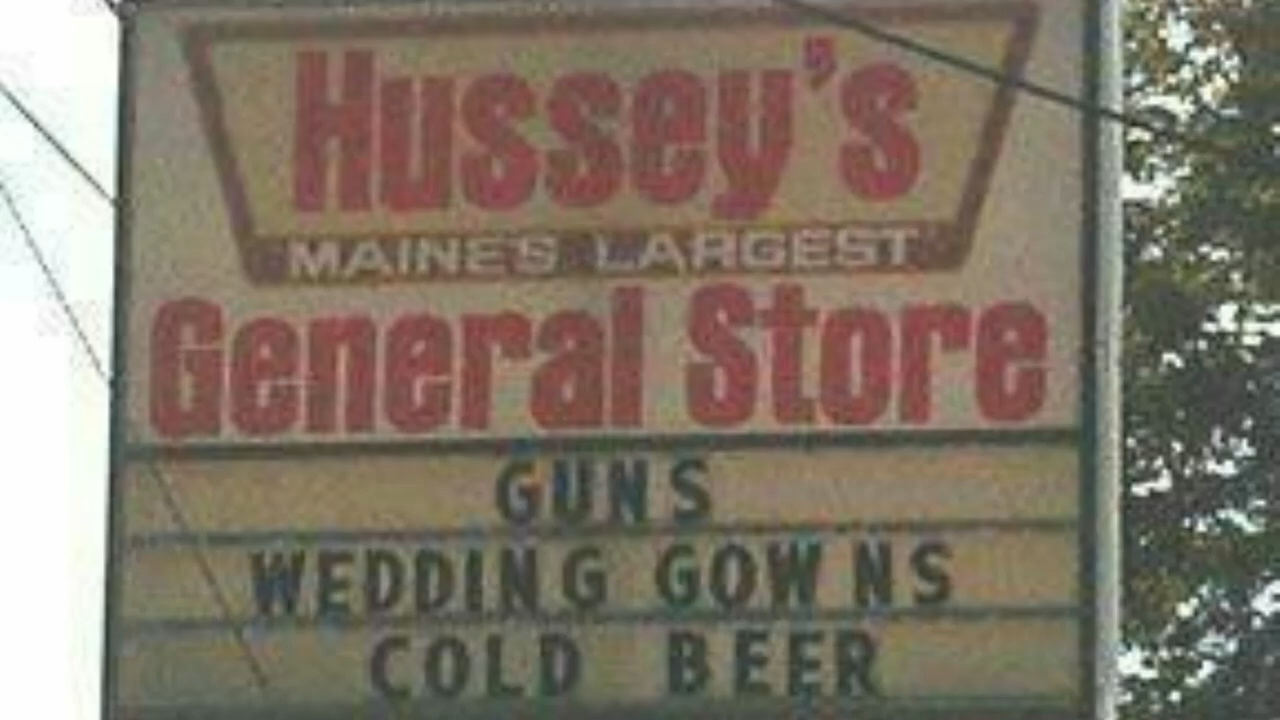 Hussey's
MAINE'S LARGEST
General Store
GUNS
WEDDING GOWNS
COLD BEER